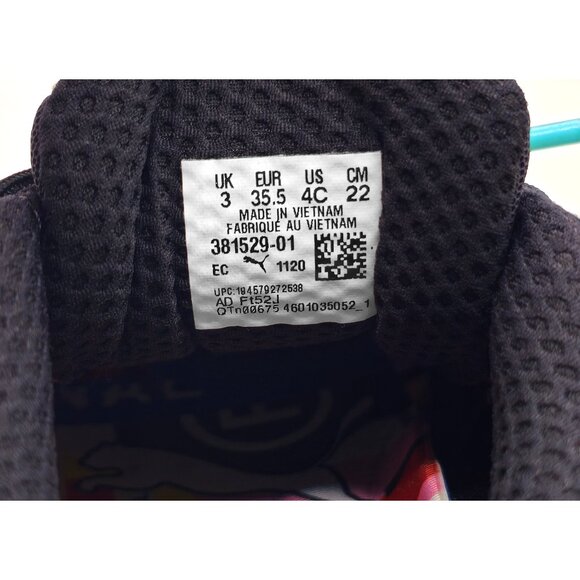 UK EUR US CM
3 35.5 4C 22
MADE IN VIETNAM
FABRIQUÉ AU VIETNAM
381529-01
EC 1120
UPC:194579272538
AD Ft52J
QTn00675 4601035052_1